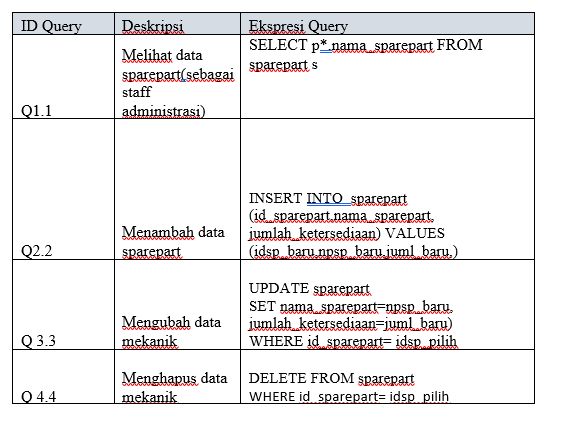 ID Query
Deskripsi
Ekspresi Query
Q1.1
Melihat data
sparepart(sebagai
staff
administrasi)
SELECT p*.nama_sparepart FROM
sparepart s
Q2.2
Menambah data
sparepart
INSERT INTO sparepart
(id_sparepart,nama_sparepart,
jumlah_ketersediaan) VALUES
(idsp_baru,npsp_baru,juml_baru,)
Q 3.3
Mengubah data
mekanik
UPDATE sparepart
SET nama_sparepart=npsp_baru,
jumlah_ketersediaan=juml_baru)
WHERE id_sparepart= idsp_pilih
Q 4.4
Menghapus data
mekanik
DELETE FROM sparepart
WHERE id_sparepart= idsp_pilih